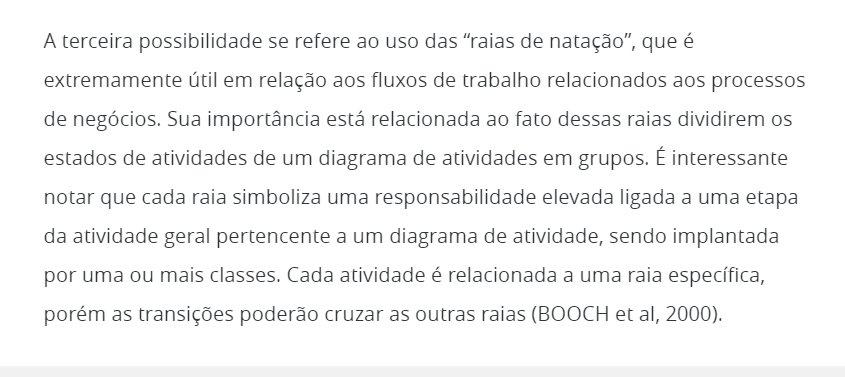 A terceira possibilidade se refere ao uso das “raias de natação”, que é
extremamente útil em relação aos fluxos de trabalho relacionados aos processos
de negócios. Sua importância está relacionada ao fato dessas raias dividirem os
estados de atividades de um diagrama de atividades em grupos. É interessante
notar que cada raia simboliza uma responsabilidade elevada ligada a uma etapa
da atividade geral pertencente a um diagrama de atividade, sendo implantada
por uma ou mais classes. Cada atividade é relacionada a uma raia específica,
porém as transições poderão cruzar as outras raias (BOOCH et al, 2000).